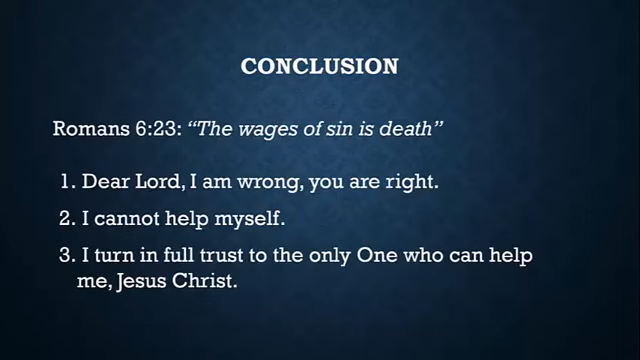 CONCLUSION
Romans 6:23: “The wages of sin is death”
1. Dear Lord, I am wrong, you are right.
2. I cannot help myself.
3. I turn in full trust to the only One who can help
me, Jesus Christ.